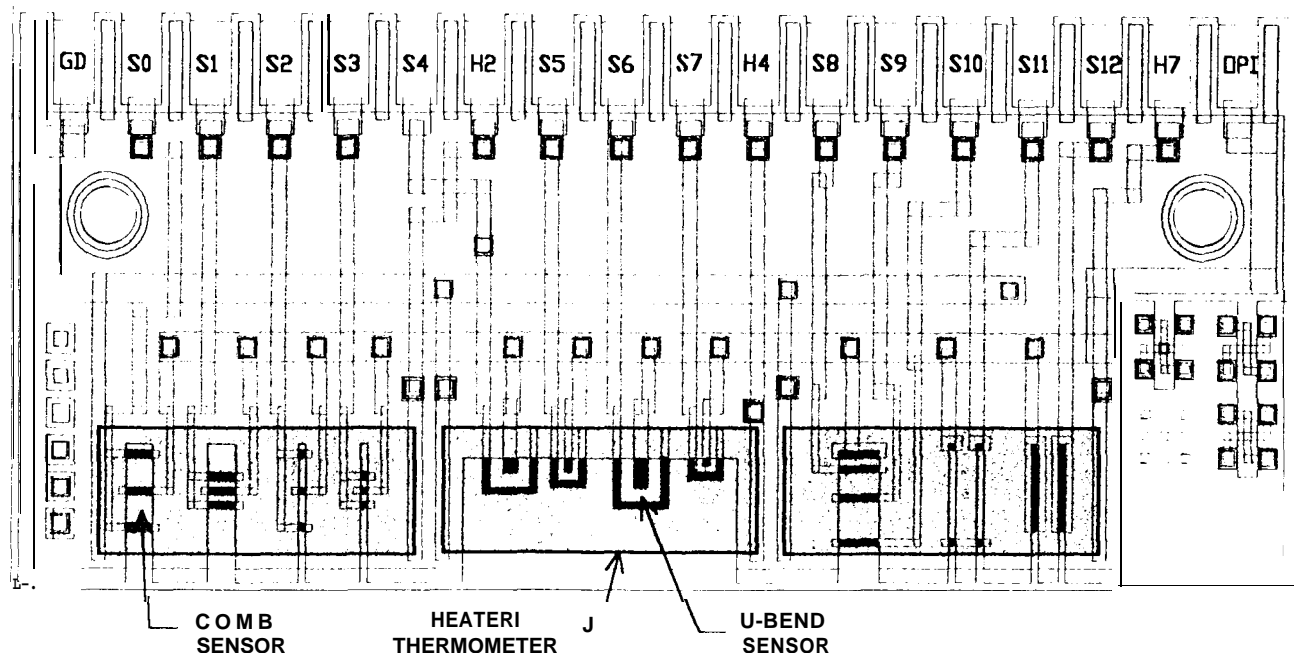 GD S0 S1 S2 S3 S4 H2 S5 S6 S7 H4 S8 S9 S10 S11 S12 H7 OPI
L-.
COMB
SENSOR
HEATERI
THERMOMETER
J
U-BEND
SENSOR